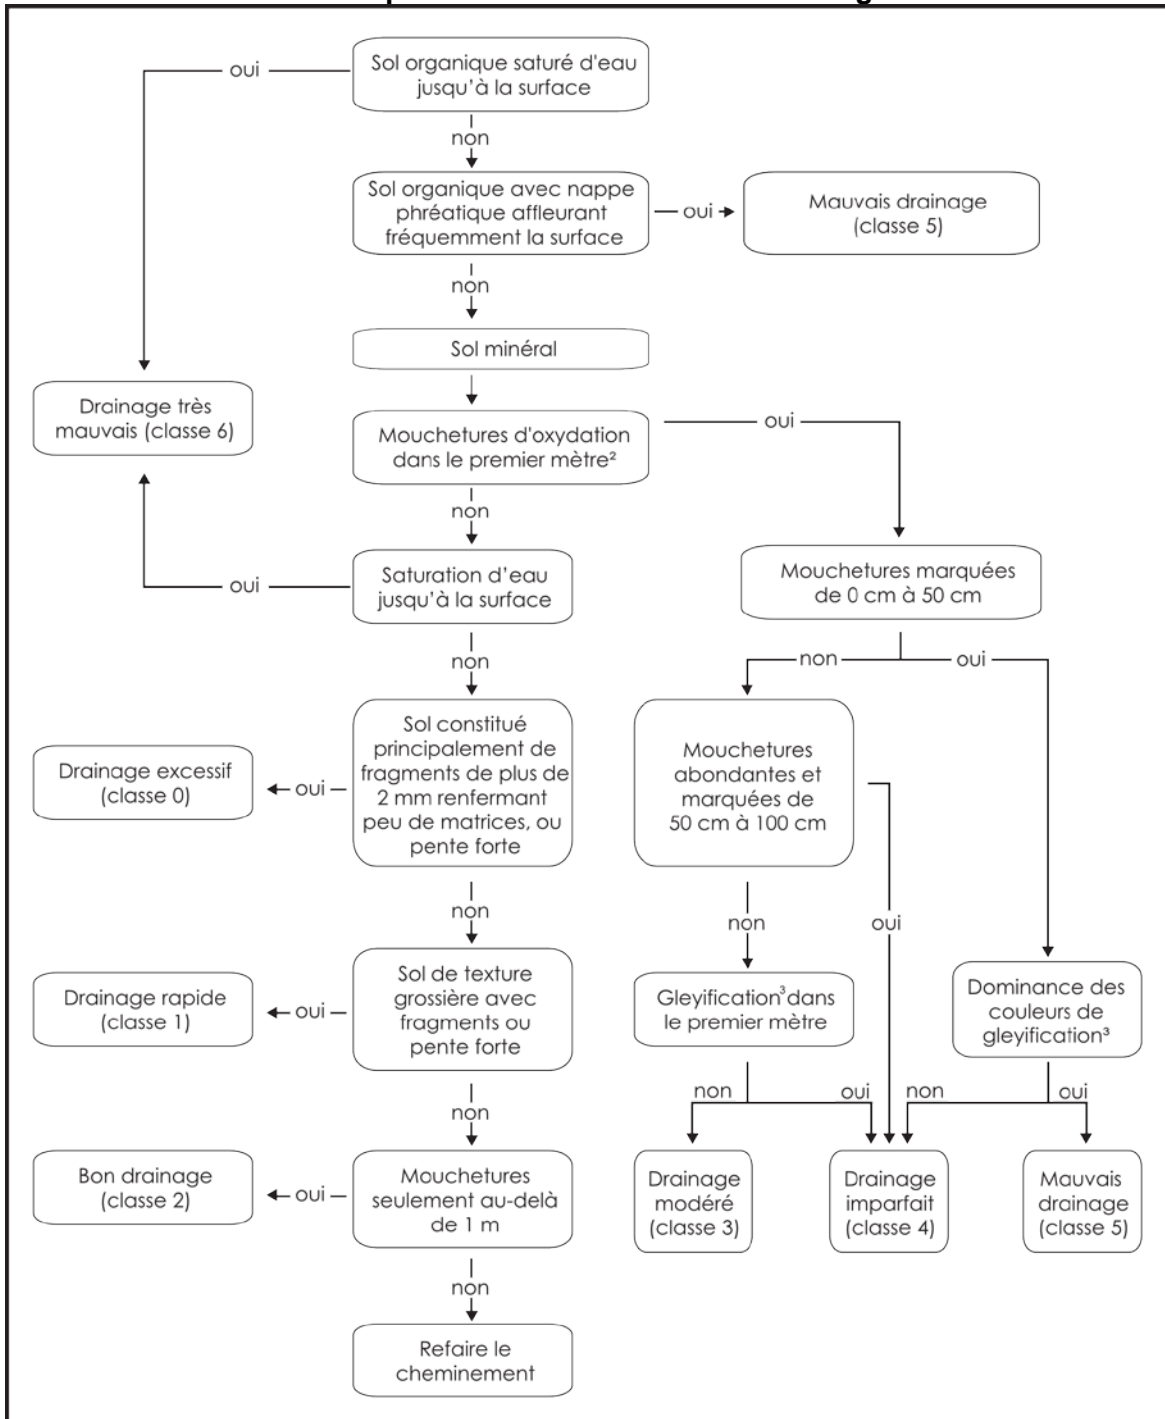 oui
Sol organique saturé d'eau
jusqu'à la surface
non
Sol organique avec nappe
phréatique affleurant
fréquemment la surface
oui
Mauvais drainage
(classe 5)
non
Sol minéral
Drainage très
mauvais (classe 6)
Mouchetures d'oxydation
dans le premier mètre²
oui
non
oui
Saturation d'eau
jusqu'à la surface
Mouchetures marquées
de 0 cm à 50 cm
non
non
oui
Sol constitué
principalement de
fragments de plus de
2 mm renfermant
peu de matrices, ou
pente forte
oui
Drainage excessif
(classe 0)
Mouchetures
abondantes et
marquées de
50 cm à 100 cm
non
non
oui
Sol de texture
grossière avec
fragments ou
pente forte
oui
Drainage rapide
(classe 1)
Gleyification³ dans
le premier mètre
Dominance des
couleurs de
gleyification³
non
non
oui
non
oui
Bon drainage
(classe 2)
oui
Mouchetures
seulement au-delà
de 1 m
Drainage
modéré
(classe 3)
Drainage
imparfait
(classe 4)
Mauvais
drainage
(classe 5)
non
Refaire le
cheminement